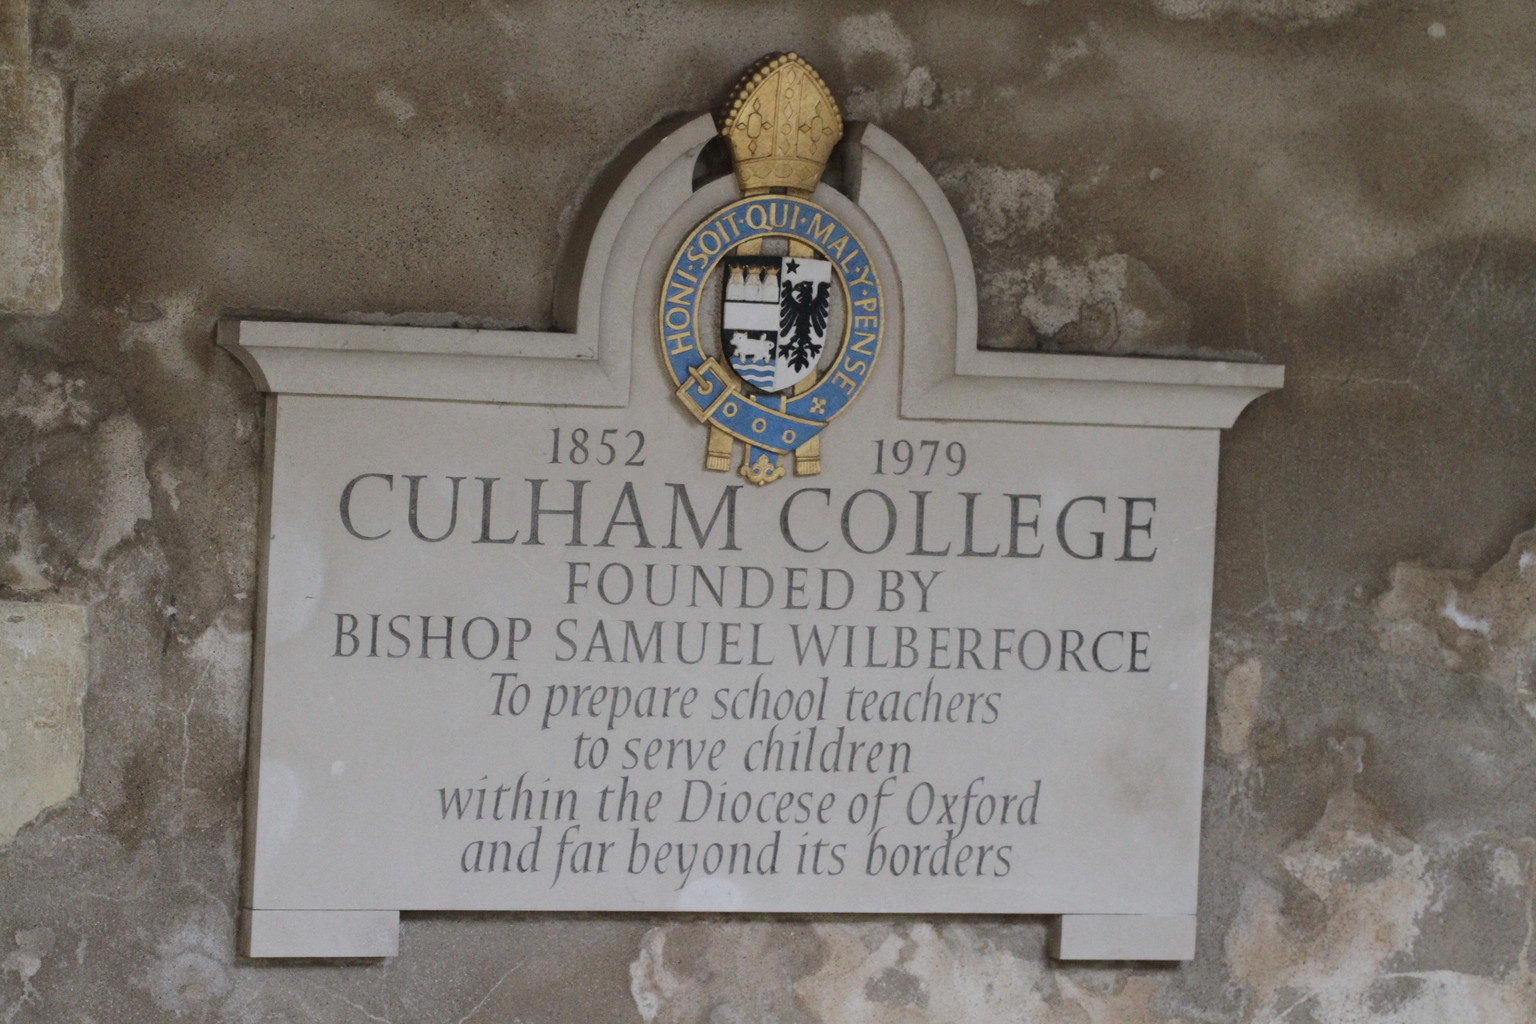 HONI·SOIT·QUI·MAL·Y·PENSE
1852 1979
CULHAM COLLEGE
FOUNDED BY
BISHOP SAMUEL WILBERFORCE
To prepare school teachers
to serve children
within the Diocese of Oxford
and far beyond its borders